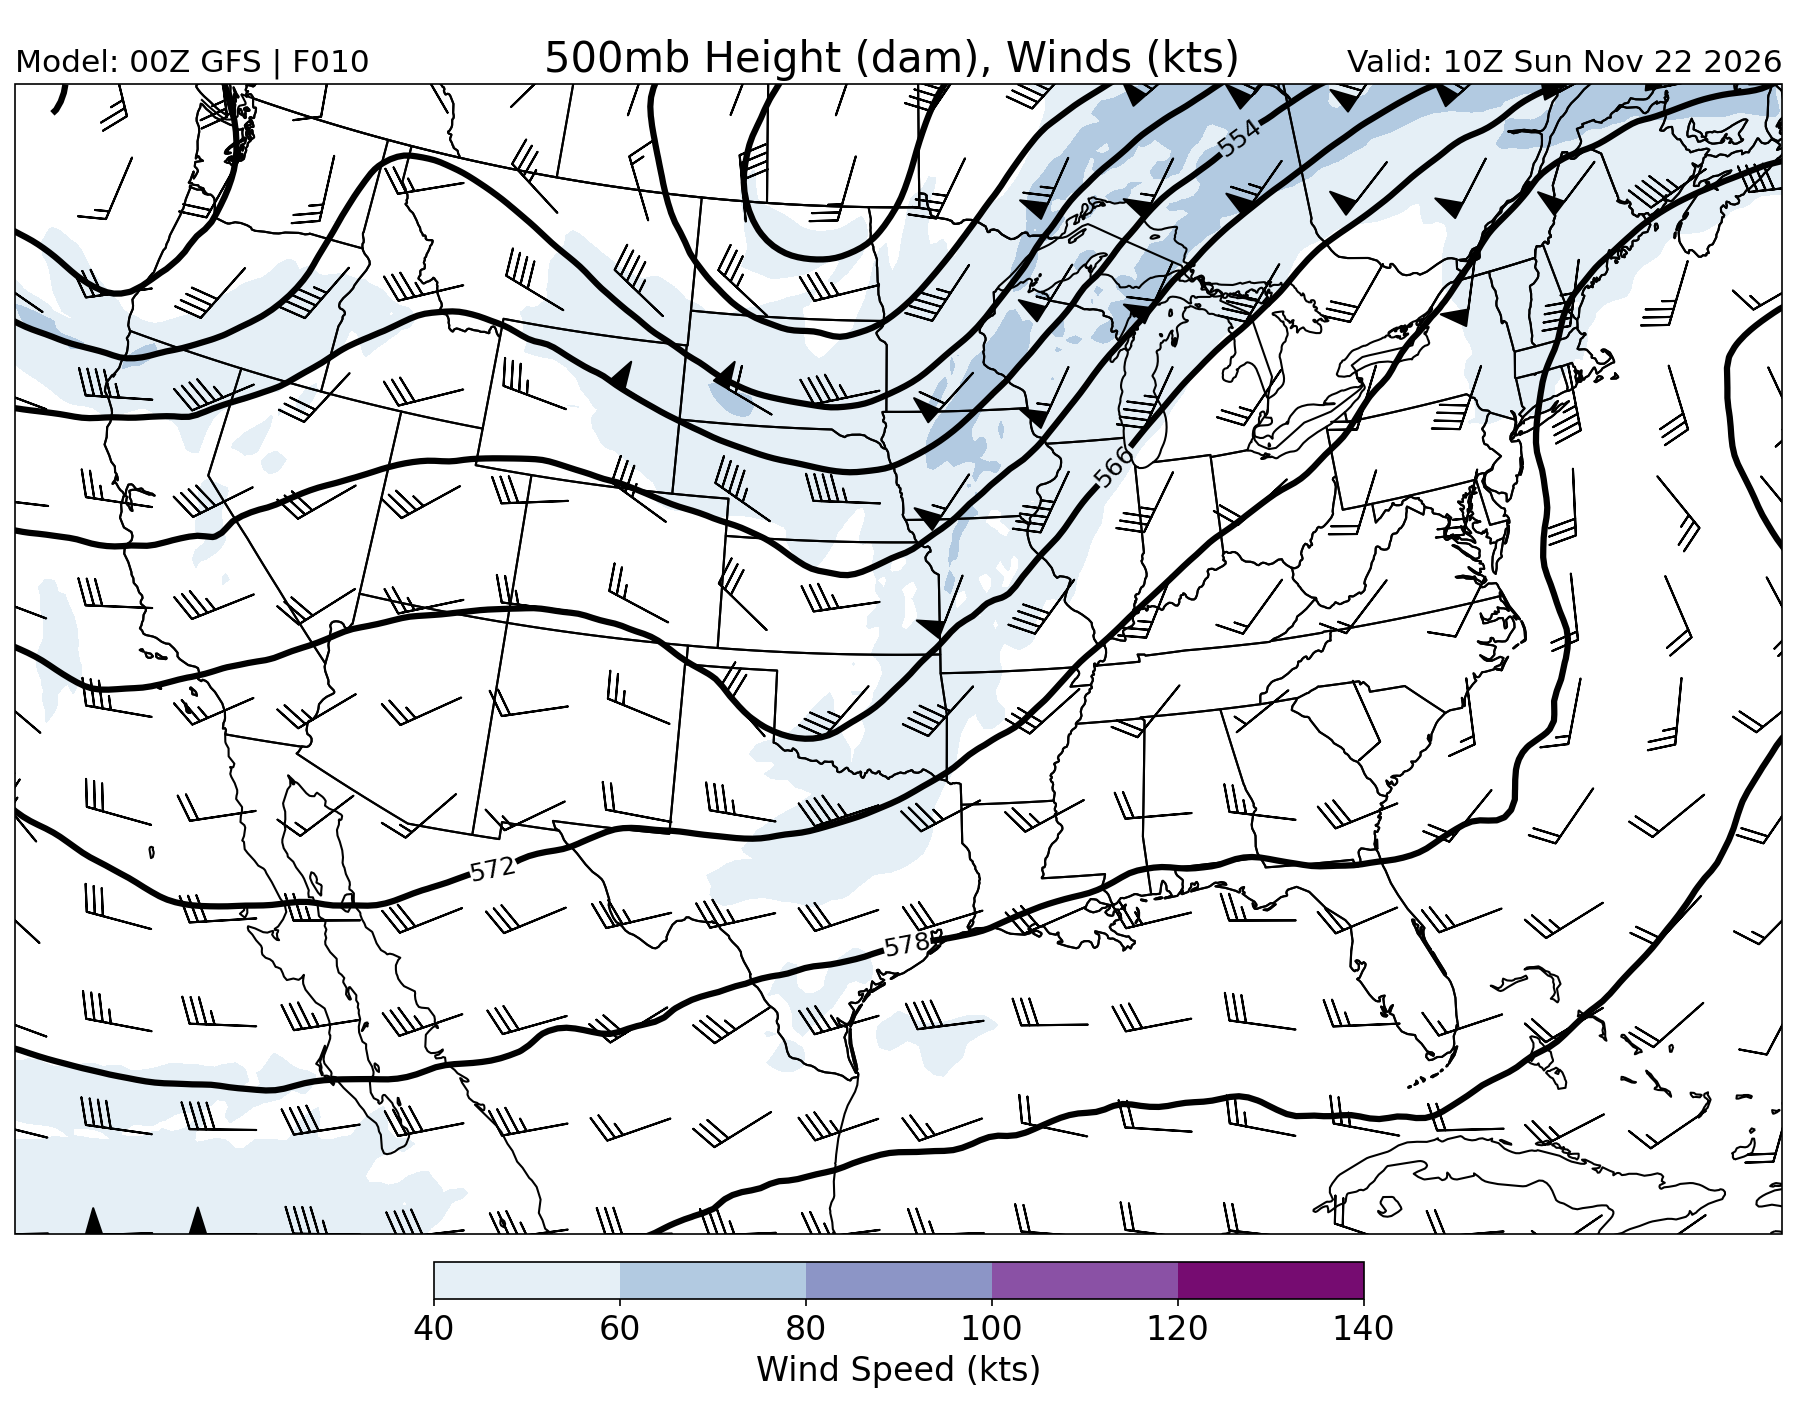 Model: 00Z GFS | F010
500mb Height (dam), Winds (kts)
Valid: 10Z Sun Nov 22 2026
554
566
572
578
40 60 80 100 120 140
Wind Speed (kts)